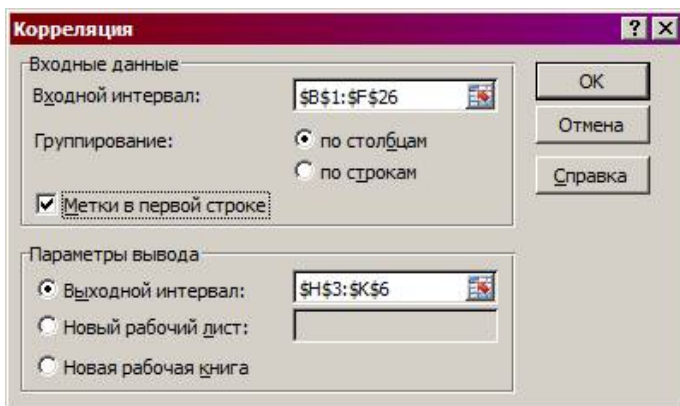 Корреляция
Входные данные
Входной интервал: $B$1:$F$26
Группирование: по столбцам
по строкам
Метки в первой строке
Параметры вывода
Выходной интервал: $H$3:$K$6
Новый рабочий лист:
Новая рабочая книга
ОК
Отмена
Справка